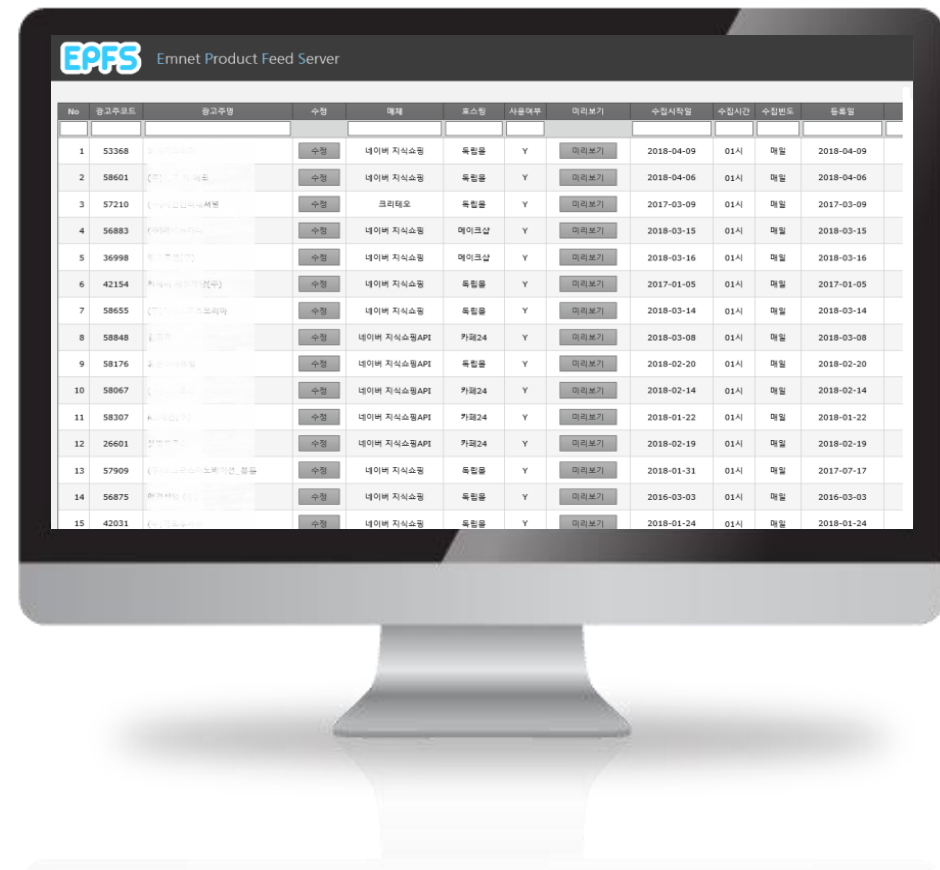 EPFS Emnet Product Feed Server
No 광고주코드 광고주명 수정 매체 호스팅 사용여부 미리보기 수집시작일 수집시간 수집빈도 등록일
1 53368 수정 네이버 지식쇼핑 독립몰 Y 미리보기 2018-04-09 01시 매일 2018-04-09
2 58601 수정 네이버 지식쇼핑 독립몰 Y 미리보기 2018-04-06 01시 매일 2018-04-06
3 57210 수정 크리테오 독립몰 Y 미리보기 2017-03-09 01시 매일 2017-03-09
4 56883 수정 네이버 지식쇼핑 메이크샵 Y 미리보기 2018-03-15 01시 매일 2018-03-15
5 36998 수정 네이버 지식쇼핑 메이크샵 Y 미리보기 2018-03-16 01시 매일 2018-03-16
6 42154 수정 네이버 지식쇼핑 독립몰 Y 미리보기 2017-01-05 01시 매일 2017-01-05
7 58655 수정 네이버 지식쇼핑 독립몰 Y 미리보기 2018-03-14 01시 매일 2018-03-14
8 58848 수정 네이버 지식쇼핑API 카페24 Y 미리보기 2018-03-08 01시 매일 2018-03-08
9 58176 수정 네이버 지식쇼핑API 독립몰 Y 미리보기 2018-02-20 01시 매일 2018-02-20
10 58067 수정 네이버 지식쇼핑API 카페24 Y 미리보기 2018-02-14 01시 매일 2018-02-14
11 58307 수정 네이버 지식쇼핑API 카페24 Y 미리보기 2018-01-22 01시 매일 2018-01-22
12 26601 수정 네이버 지식쇼핑API 카페24 Y 미리보기 2018-02-19 01시 매일 2018-02-19
13 57909 수정 네이버 지식쇼핑 독립몰 Y 미리보기 2018-01-31 01시 매일 2017-07-17
14 56875 수정 네이버 지식쇼핑 독립몰 Y 미리보기 2016-03-03 01시 매일 2016-03-03
15 42031 수정 네이버 지식쇼핑 독립몰 Y 미리보기 2018-01-24 01시 매일 2018-01-24